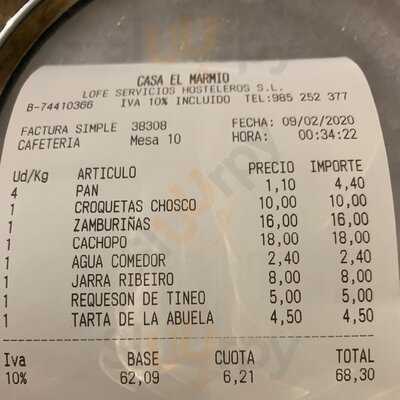 CASA EL MARMIO
LOFE SERVICIOS HOSTELEROS S.L.
B-74410366 IVA 10% INCLUIDO TEL:985 252 377
FACTURA SIMPLE 38308 FECHA: 09/02/2020
CAFETERIA Mesa 10 HORA: 00:34:22
Ud/Kg ARTICULO PRECIO IMPORTE
4 PAN 1,10 4,40
1 CROQUETAS CHOSCO 10,00 10,00
1 ZAMBURIÑAS 16,00 16,00
1 CACHOPO 18,00 18,00
1 AGUA COMEDOR 2,40 2,40
1 JARRA RIBEIRO 8,00 8,00
1 REQUESON DE TINEO 5,00 5,00
1 TARTA DE LA ABUELA 4,50 4,50
Iva BASE CUOTA TOTAL
10% 62,09 6,21 68,30